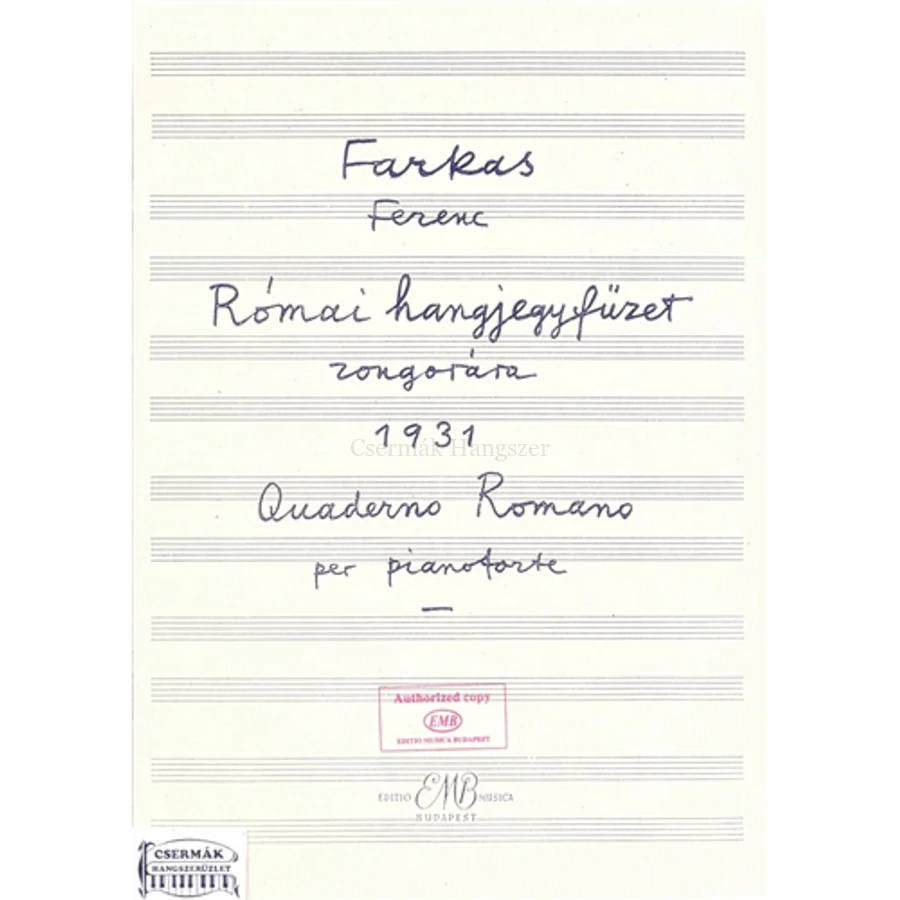 Farkas
Ferenc
Római hangjegyfüzet
zongorára
1931
Csermák Hangszer
Quaderno Romano
per pianoforte
Authorized copy
EMB
EDITIO MUSICA BUDAPEST
EDITIO EMB MUSICA
BUDAPEST
CSERMÁK
HANGSZERÜZLET